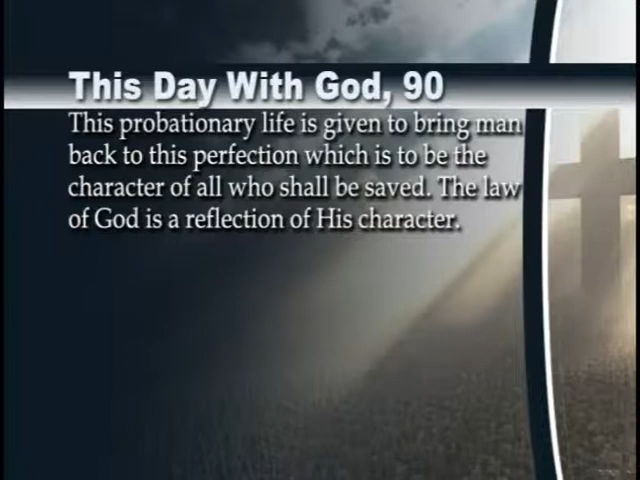 This Day With God, 90
This probationary life is given to bring man
back to this perfection which is to be the
character of all who shall be saved. The law
of God is a reflection of His character.